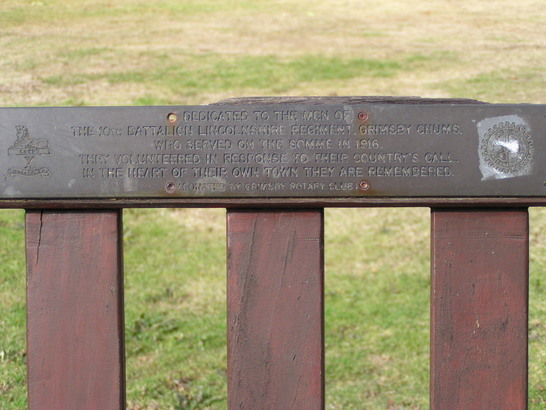 DEDICATED TO THE MEN OF
THE 10TH BATTALION LINCOLNSHIRE REGIMENT, GRIMSBY CHUMS,
WHO SERVED ON THE SOMME IN 1916.
THEY VOLUNTEERED IN RESPONSE TO THEIR COUNTRY'S CALL.
IN THE HEART OF THEIR OWN TOWN THEY ARE REMEMBERED.
DONATED BY GRIMSBY ROTARY CLUB